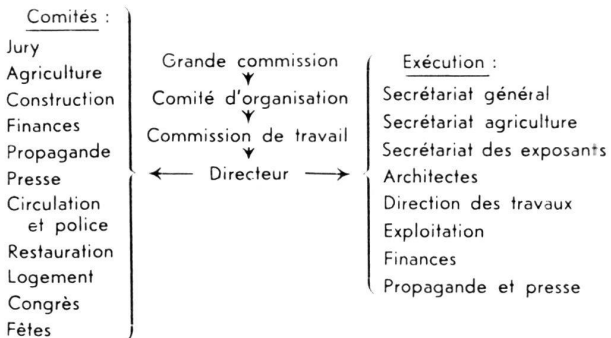 Comités :
Jury
Agriculture
Construction
Finances
Propagande
Presse
Circulation
et police
Restauration
Logement
Congrès
Fêtes
Grande commission
Comité d'organisation
Commission de travail
Directeur
Exécution :
Secrétariat général
Secrétariat agriculture
Secrétariat des exposants
Architectes
Direction des travaux
Exploitation
Finances
Propagande et presse